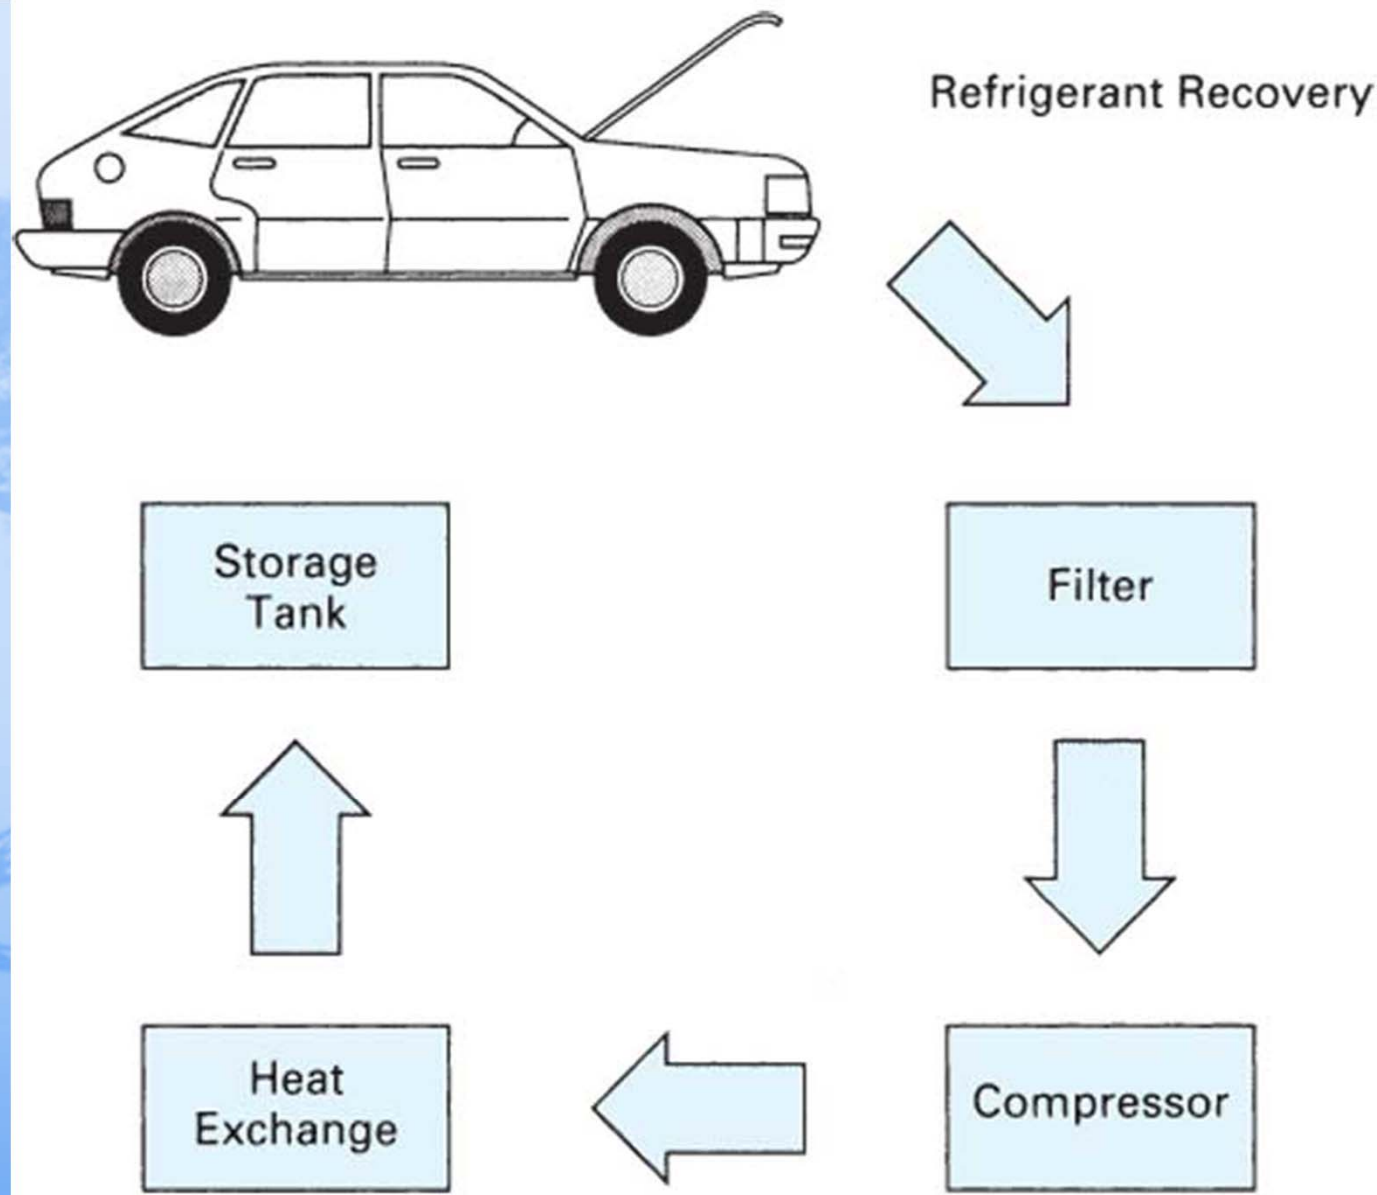 Refrigerant Recovery
Filter
Compressor
Heat
Exchange
Storage
Tank